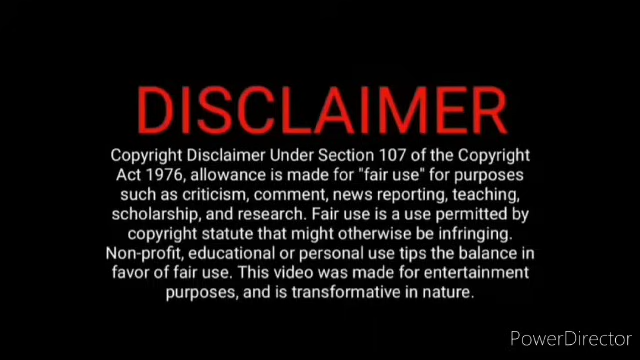 DISCLAIMER
Copyright Disclaimer Under Section 107 of the Copyright
Act 1976, allowance is made for "fair use" for purposes
such as criticism, comment, news reporting, teaching,
scholarship, and research. Fair use is a use permitted by
copyright statute that might otherwise be infringing.
Non-profit, educational or personal use tips the balance in
favor of fair use. This video was made for entertainment
purposes, and is transformative in nature.
PowerDirector